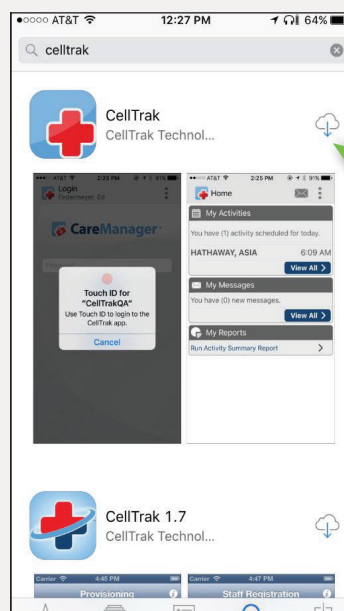 AT&T 12:27 PM 64%
celltrak
CellTrak
CellTrak Technol...
AT&T 2:23 PM 91%
Login
Federmeyer, Ed
CareManager
Password
Touch ID for
"CellTrakQA"
Use Touch ID to login to the
CellTrak app.
Cancel
AT&T 2:25 PM 91%
Home
My Activities
You have (1) activity scheduled for today.
HATHAWAY, ASIA 6:09 AM
View All
My Messages
You have (0) new messages.
View All
My Reports
Run Activity Summary Report
CellTrak 1.7
CellTrak Technol...
Carrier 4:45 PM
Provisioning
Carrier 4:47 PM
Staff Registration